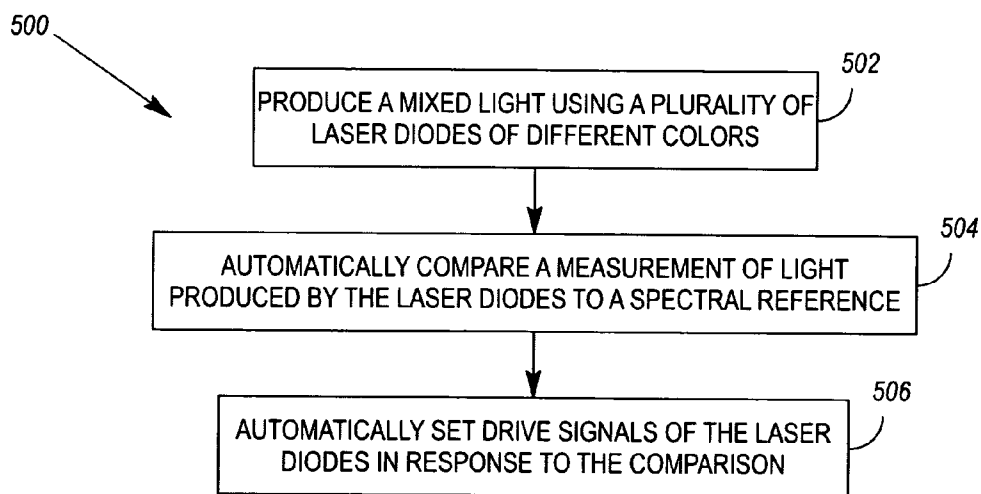 500
502
PRODUCE A MIXED LIGHT USING A PLURALITY OF
LASER DIODES OF DIFFERENT COLORS
504
AUTOMATICALLY COMPARE A MEASUREMENT OF LIGHT
PRODUCED BY THE LASER DIODES TO A SPECTRAL REFERENCE
506
AUTOMATICALLY SET DRIVE SIGNALS OF THE LASER
DIODES IN RESPONSE TO THE COMPARISON